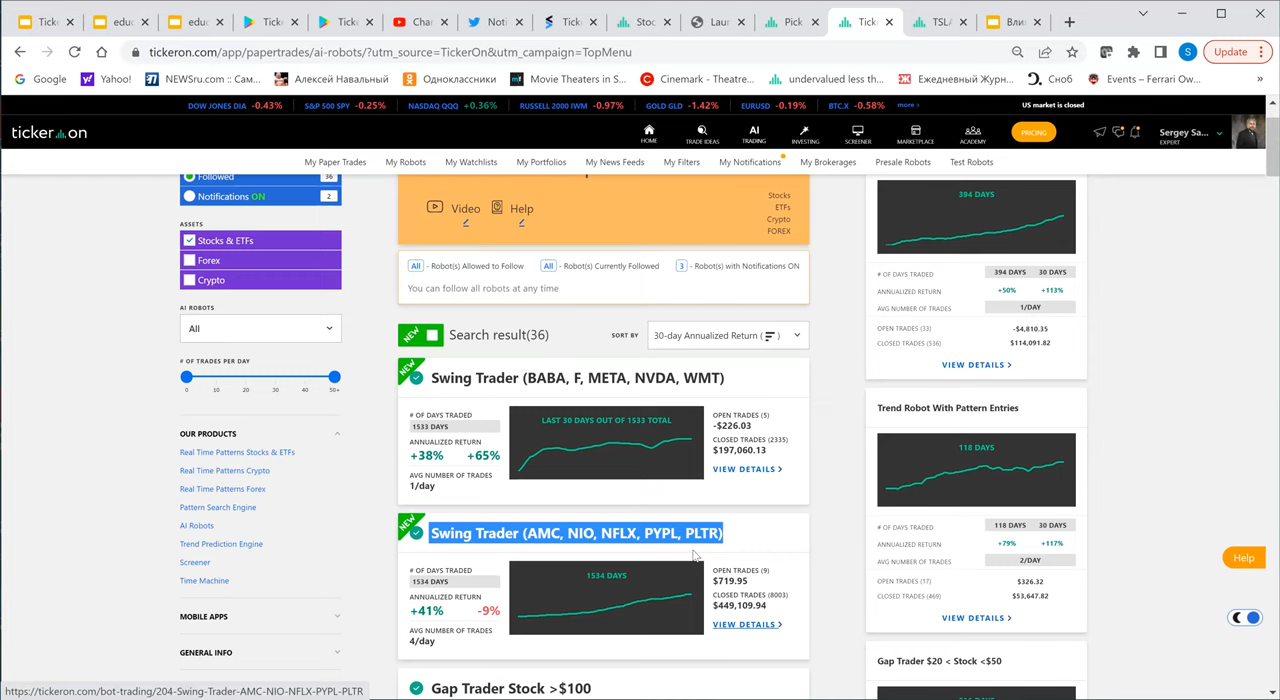 Ticke
educ
educ
Ticke
Ticke
Cha
Noti
Ticke
Stoc
Lau
Pick
Ticke
TSL
Вли
tickeron.com/app/papertrades/ai-robots/?utm_source=TickerOn&utm_campaign=TopMenu
S
Update
Google
Yahoo!
NEWSru.com :: Сам...
Алексей Навальный
Одноклассники
Movie Theaters in S...
Cinemark - Theatre...
undervalued less th...
Ежедневный Журн...
Сноб
Events – Ferrari Ow...
»
DOW JONES DIA -0.43%
S&P 500 SPY -0.25%
NASDAQ QQQ +0.36%
RUSSELL 2000 IWM -0.97%
GOLD GLD -1.42%
EURUSD -0.19%
BTC.X -0.58%
more ›
US market is closed
tickeron
HOME
TRADE IDEAS
AI TRADING
INVESTING
SCREENER
MARKETPLACE
ACADEMY
PRICING
Sergey Sa...
EXPERT
My Paper Trades
My Robots
My Watchlists
My Portfolios
My News Feeds
My Filters
My Notifications
My Brokerages
Presale Robots
Test Robots
Followed 36
Notifications ON 2
ASSETS
Stocks & ETFs
Forex
Crypto
AI ROBOTS
All
# OF TRADES PER DAY
0 10 20 30 40 50+
OUR PRODUCTS
Real Time Patterns Stocks & ETFs
Real Time Patterns Crypto
Real Time Patterns Forex
Pattern Search Engine
AI Robots
Trend Prediction Engine
Screener
Time Machine
MOBILE APPS
GENERAL INFO
Video
Help
Stocks
ETFs
Crypto
FOREX
All - Robot(s) Allowed to Follow
All - Robot(s) Currently Followed
3 - Robot(s) with Notifications ON
You can follow all robots at any time
NEW
Search result(36)
SORT BY
30-day Annualized Return
NEW
Swing Trader (BABA, F, META, NVDA, WMT)
# OF DAYS TRADED
1533 DAYS
ANNUALIZED RETURN
+38% +65%
AVG NUMBER OF TRADES
1/day
LAST 30 DAYS OUT OF 1533 TOTAL
OPEN TRADES (5)
-$226.03
CLOSED TRADES (2335)
$197,060.13
VIEW DETAILS
NEW
Swing Trader (AMC, NIO, NFLX, PYPL, PLTR)
# OF DAYS TRADED
1534 DAYS
ANNUALIZED RETURN
+41% -9%
AVG NUMBER OF TRADES
4/day
1534 DAYS
OPEN TRADES (9)
$719.95
CLOSED TRADES (8003)
$449,109.94
VIEW DETAILS
Gap Trader Stock >$100
394 DAYS
# OF DAYS TRADED 394 DAYS 30 DAYS
ANNUALIZED RETURN +50% +113%
AVG NUMBER OF TRADES 1/DAY
OPEN TRADES (33) -$4,810.35
CLOSED TRADES (536) $114,091.82
VIEW DETAILS
Trend Robot With Pattern Entries
118 DAYS
# OF DAYS TRADED 118 DAYS 30 DAYS
ANNUALIZED RETURN +79% +117%
AVG NUMBER OF TRADES 2/DAY
OPEN TRADES (17) $326.32
CLOSED TRADES (469) $53,647.82
VIEW DETAILS
Gap Trader $20 < Stock <$50
Help
https://tickeron.com/bot-trading/204-Swing-Trader-AMC-NIO-NFLX-PYPL-PLTR